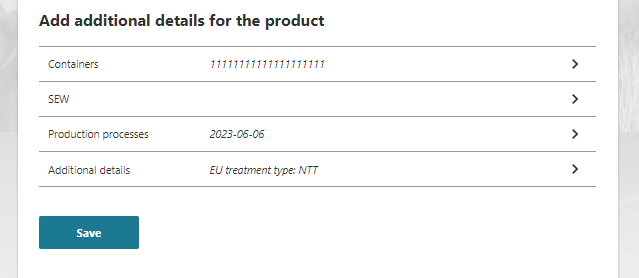 Add additional details for the product
Containers 11111111111111111111
SEW
Production processes 2023-06-06
Additional details EU treatment type: NTT
Save